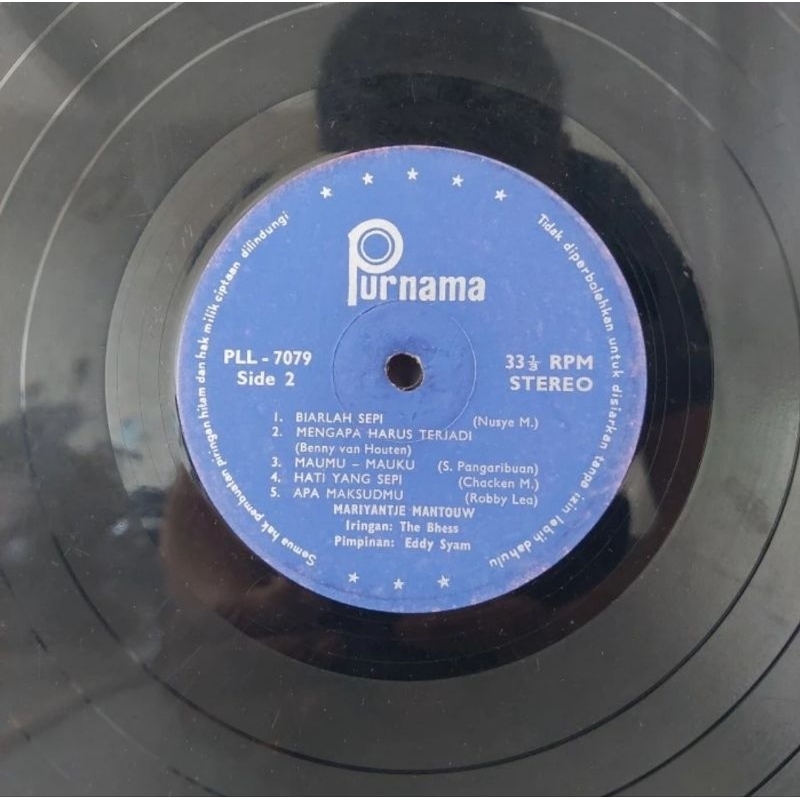 Purnama
PLL - 7079
Side 2
33 1/3 RPM
STEREO
1. BIARLAH SEPI (Nusye M.)
2. MENGAPA HARUS TERJADI
(Benny van Houten)
3. MAUMU - MAUKU (S. Pangaribuan)
4. HATI YANG SEPI (Chacken M.)
5. APA MAKSUDMU (Robby Lea)
MARIYANTJE MANTOUW
Iringan: The Bhess
Pimpinan: Eddy Syam
Semua hak pembuatan piringan hitam dan hak milik ciptaan dilindungi
Tidak diperbolehkan untuk disiarkan tanpa izin lebih dahulu